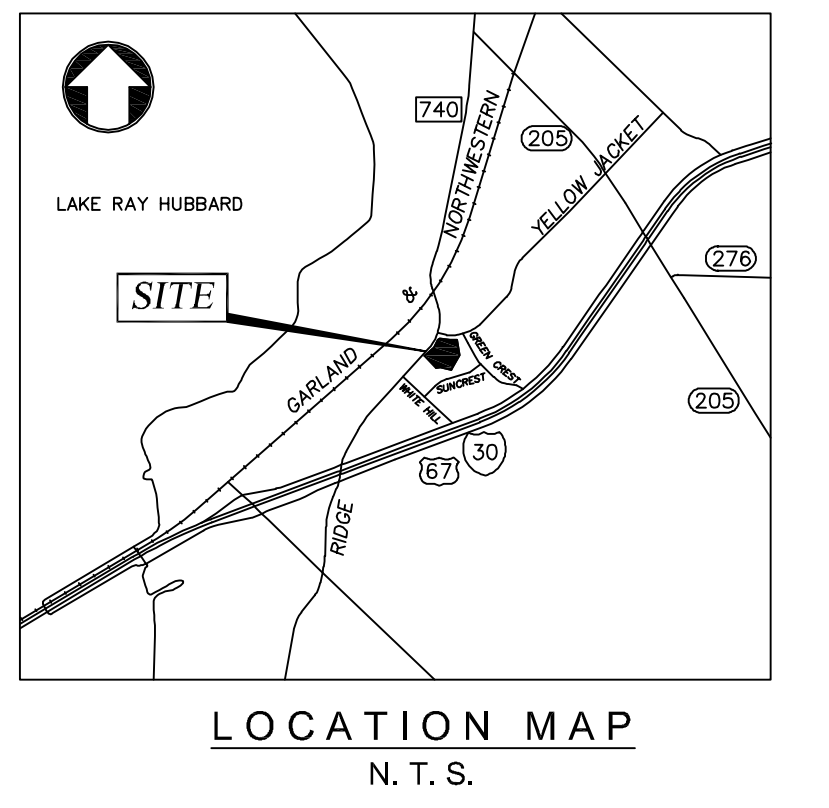 740
NORTHWESTERN
205
YELLOW JACKET
LAKE RAY HUBBARD
276
SITE
&
GREEN CREST
GARLAND
SUNCREST
WHITE HILL
205
30
67
RIDGE
LOCATION MAP
N. T. S.